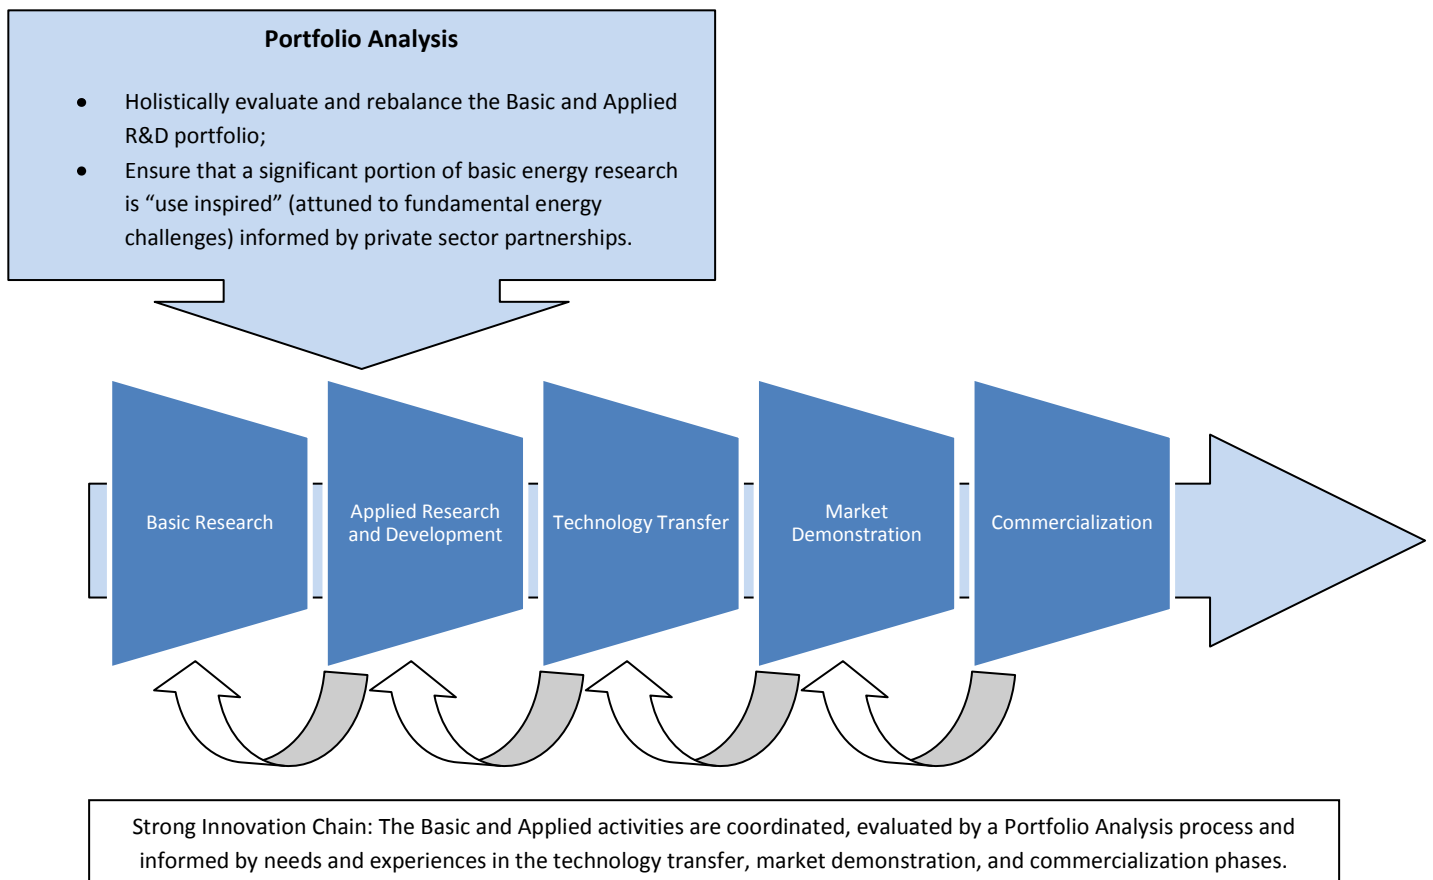 Portfolio Analysis
• Holistically evaluate and rebalance the Basic and Applied
R&D portfolio;
• Ensure that a significant portion of basic energy research
is “use inspired” (attuned to fundamental energy
challenges) informed by private sector partnerships.
Basic Research
Applied Research
and Development
Technology Transfer
Market
Demonstration
Commercialization
Strong Innovation Chain: The Basic and Applied activities are coordinated, evaluated by a Portfolio Analysis process and
informed by needs and experiences in the technology transfer, market demonstration, and commercialization phases.